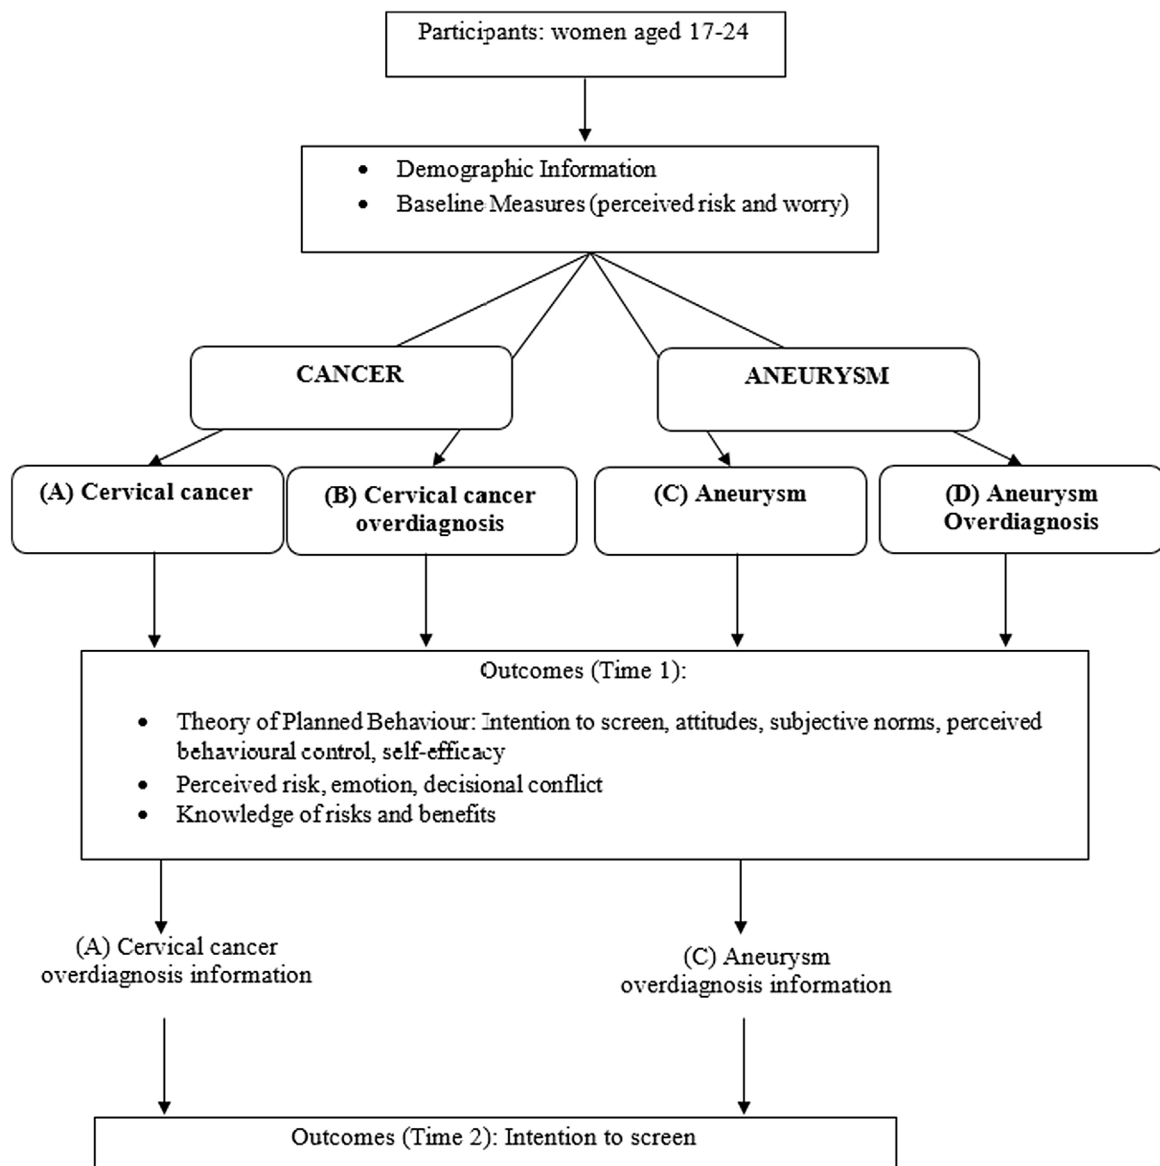 Participants: women aged 17-24
• Demographic Information
• Baseline Measures (perceived risk and worry)
CANCER
ANEURYSM
(A) Cervical cancer
(B) Cervical cancer
overdiagnosis
(C) Aneurysm
(D) Aneurysm
Overdiagnosis
Outcomes (Time 1):
• Theory of Planned Behaviour: Intention to screen, attitudes, subjective norms, perceived
behavioural control, self-efficacy
• Perceived risk, emotion, decisional conflict
• Knowledge of risks and benefits
(A) Cervical cancer
overdiagnosis information
(C) Aneurysm
overdiagnosis information
Outcomes (Time 2): Intention to screen